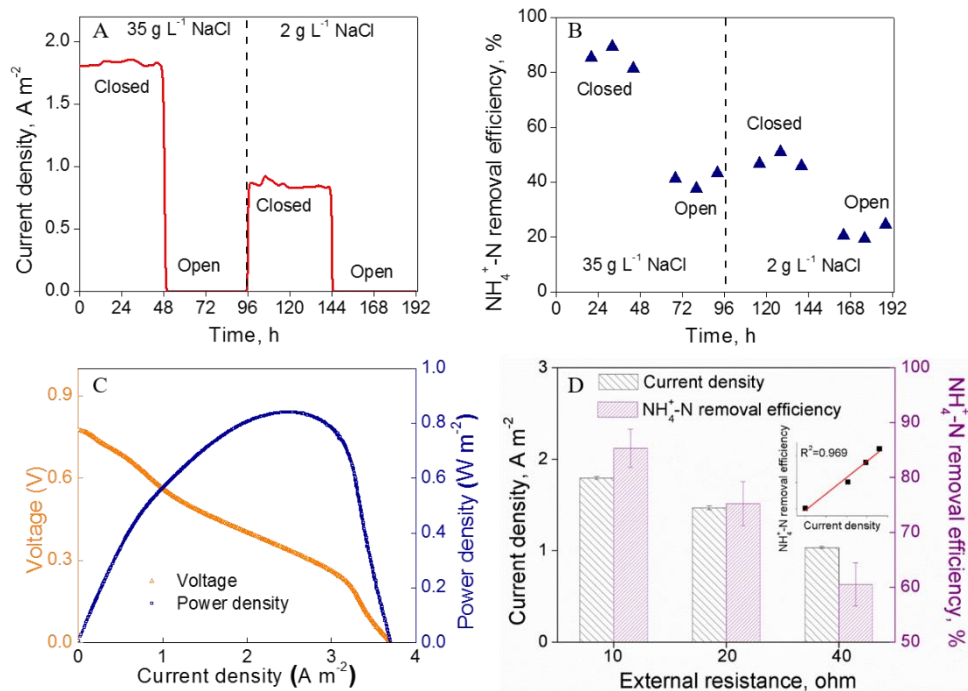 A
35 g L⁻¹ NaCl
2 g L⁻¹ NaCl
Closed
Open
Closed
Open
Current density, A m⁻²
2.0
1.5
1.0
0.5
0.0
0 24 48 72 96 120 144 168 192
Time, h
B
Closed
Open
Closed
Open
35 g L⁻¹ NaCl
2 g L⁻¹ NaCl
NH₄⁺-N removal efficiency, %
100
80
60
40
20
0
0 24 48 72 96 120 144 168 192
Time, h
C
Voltage (V)
0.9
0.6
0.3
0.0
Voltage
Power density
1.0
0.8
0.6
0.4
0.2
0.0
Power density (W m⁻²)
0 1 2 3 4
Current density (A m⁻²)
D
Current density
NH₄⁺-N removal efficiency
Current density, A m⁻²
3
2
1
0
R²=0.969
NH₄⁺-N removal efficiency
Current density
100
90
80
70
60
50
NH₄⁺-N removal efficiency, %
10 20 40
External resistance, ohm